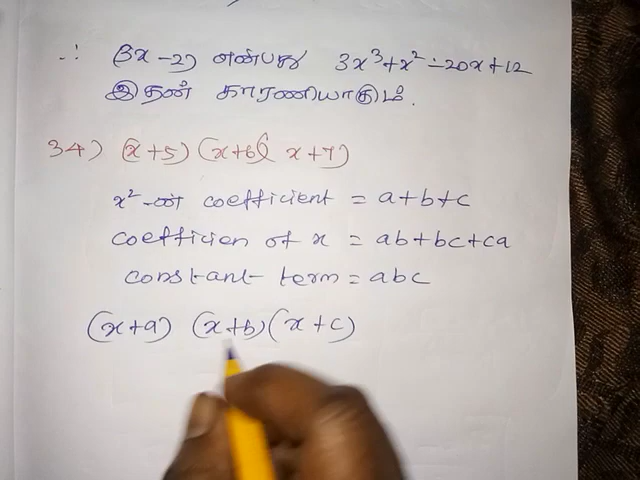 ∴ (3x-2) என்பது 3x³+x²-20x+12
இதன் காரணியாகும்.
34) (x+5) (x+6)( x+7)
x²-ன் coefficient = a+b+c
coefficien of x = ab+bc+ca
constant term = abc
(x+a) (x+b)(x+c)